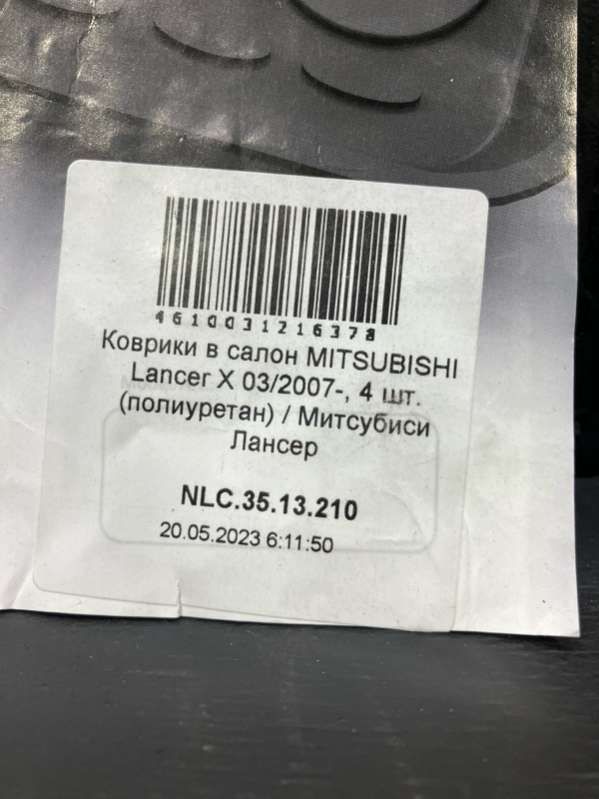 4610031216378
Коврики в салон MITSUBISHI
Lancer X 03/2007-, 4 шт.
(полиуретан) / Митсубиси
Лансер
NLC.35.13.210
20.05.2023 6:11:50